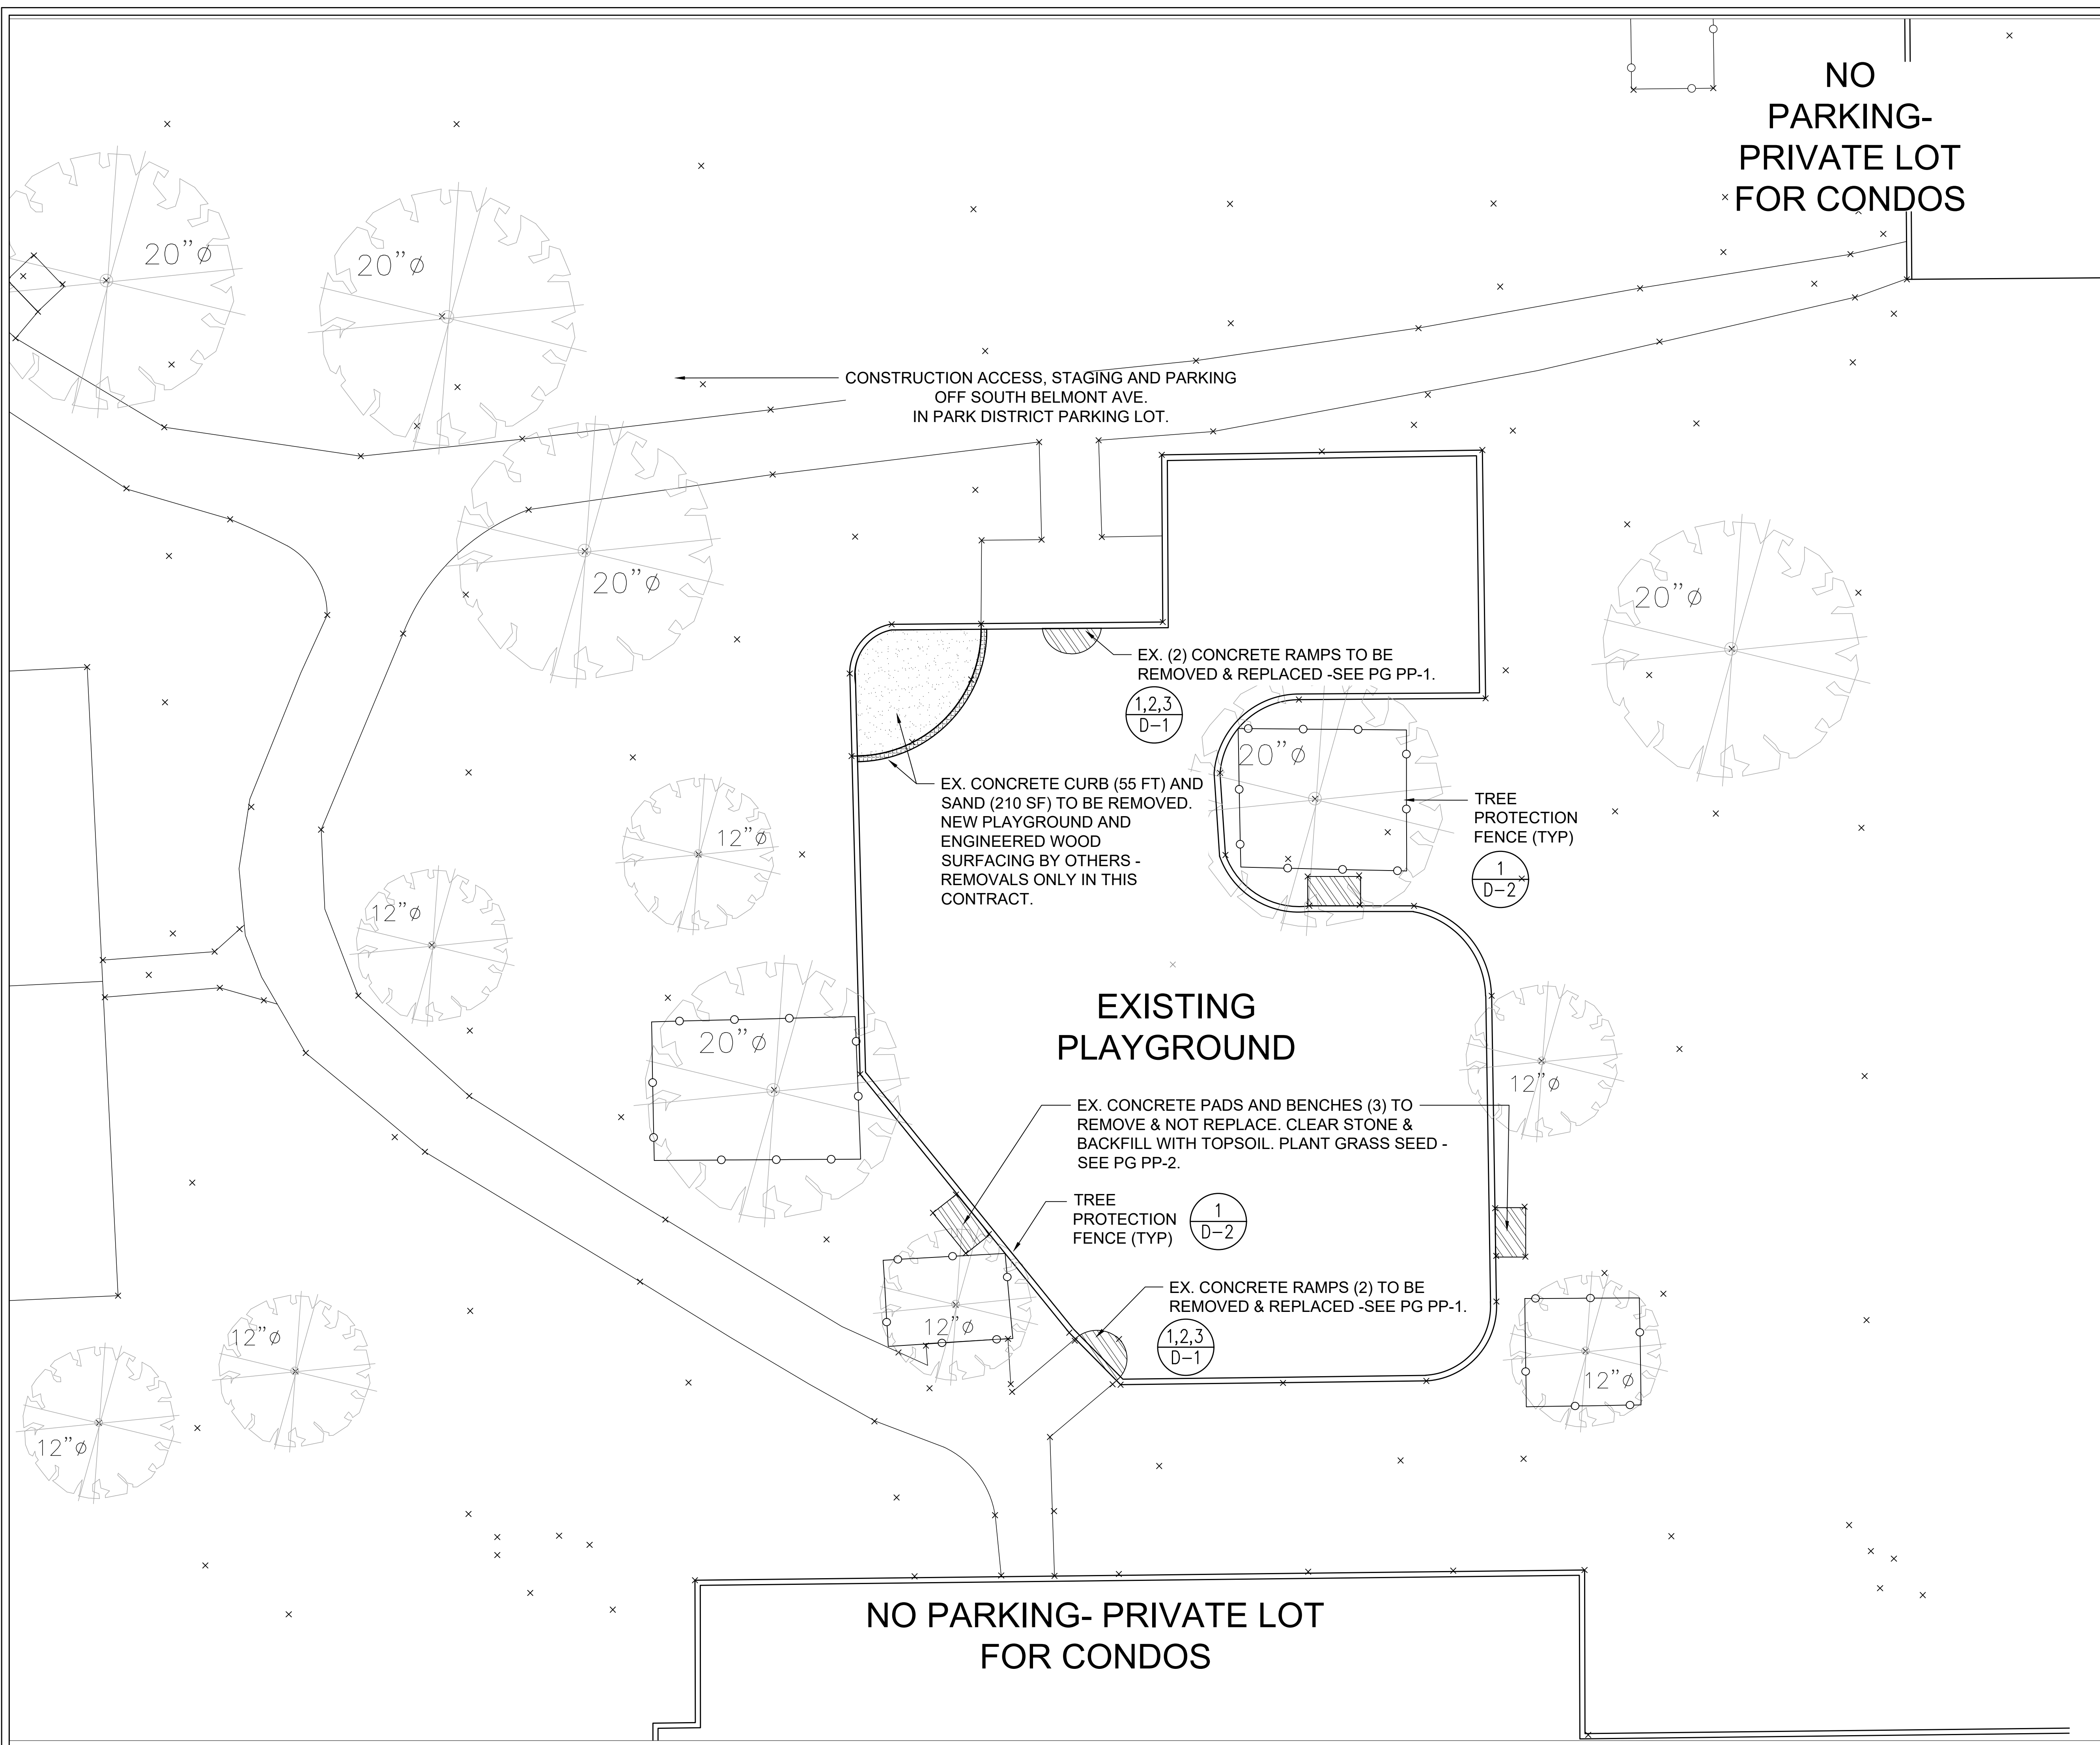 NO
PARKING-
PRIVATE LOT
FOR CONDOS
20"ø
20"ø
CONSTRUCTION ACCESS, STAGING AND PARKING
OFF SOUTH BELMONT AVE.
IN PARK DISTRICT PARKING LOT.
20"ø
20"ø
EX. (2) CONCRETE RAMPS TO BE
REMOVED & REPLACED -SEE PG PP-1.
1,2,3
D-1
20"ø
EX. CONCRETE CURB (55 FT) AND
SAND (210 SF) TO BE REMOVED.
NEW PLAYGROUND AND
ENGINEERED WOOD
SURFACING BY OTHERS -
REMOVALS ONLY IN THIS
CONTRACT.
TREE
PROTECTION
FENCE (TYP)
1
D-2
12"ø
12"ø
EXISTING
PLAYGROUND
20"ø
12"ø
EX. CONCRETE PADS AND BENCHES (3) TO
REMOVE & NOT REPLACE. CLEAR STONE &
BACKFILL WITH TOPSOIL. PLANT GRASS SEED -
SEE PG PP-2.
TREE
PROTECTION
FENCE (TYP)
1
D-2
EX. CONCRETE RAMPS (2) TO BE
REMOVED & REPLACED -SEE PG PP-1.
1,2,3
D-1
12"ø
12"ø
12"ø
12"ø
NO PARKING- PRIVATE LOT
FOR CONDOS